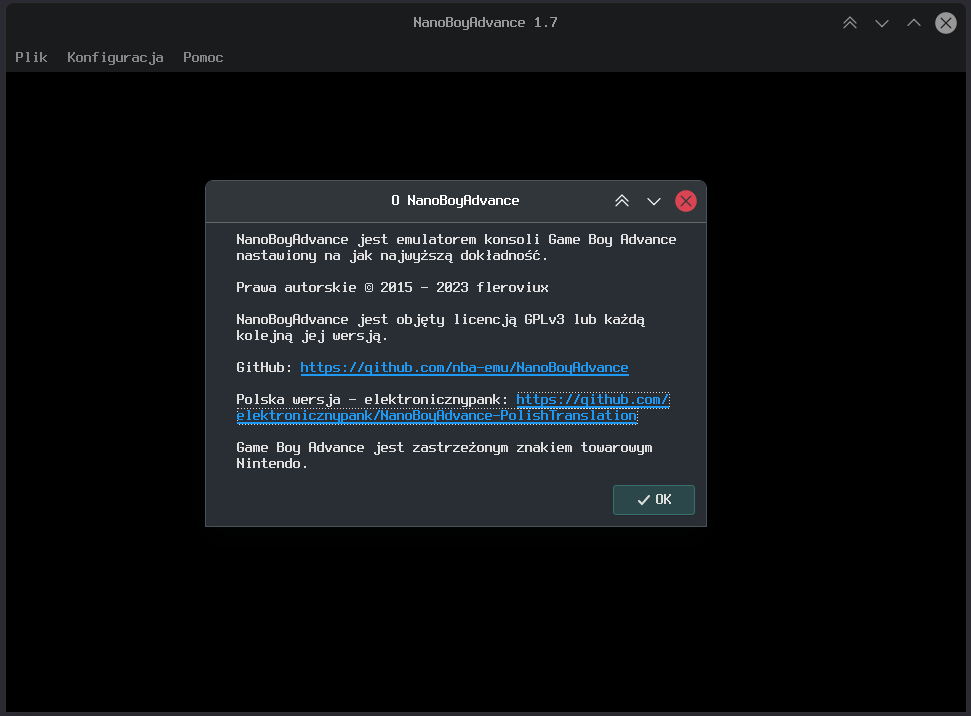 NanoBoyAdvance 1.7
Plik Konfiguracja Pomoc
O NanoBoyAdvance
NanoBoyAdvance jest emulatorem konsoli Game Boy Advance
nastawiony na jak najwyższą dokładność.
Prawa autorskie © 2015 - 2023 fleroviux
NanoBoyAdvance jest objęty licencją GPLv3 lub każdą
kolejną jej wersją.
GitHub: https://github.com/nba-emu/NanoBoyAdvance
Polska wersja - elektronicznypank: https://github.com/
elektronicznypank/NanoBoyAdvance-PolishTranslation
Game Boy Advance jest zastrzeżonym znakiem towarowym
Nintendo.
OK